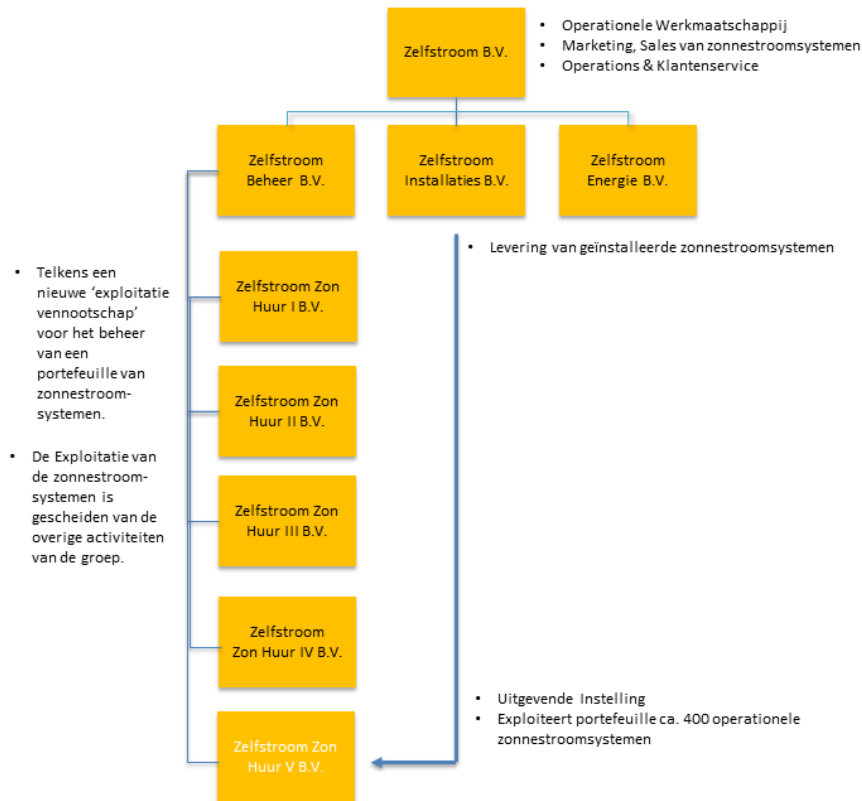 Zelfstroom B.V.
• Operationele Werkmaatschappij
• Marketing, Sales van zonnestroomsystemen
• Operations & Klantenservice
Zelfstroom
Beheer B.V.
Zelfstroom
Installaties B.V.
Zelfstroom
Energie B.V.
• Levering van geïnstalleerde zonnestroomsystemen
• Telkens een
nieuwe ‘exploitatie
vennootschap’
voor het beheer
van een
portefeuille van
zonnestroom-
systemen.
• De Exploitatie van
de zonnestroom-
systemen is
gescheiden van de
overige activiteiten
van de groep.
Zelfstroom Zon
Huur I B.V.
Zelfstroom Zon
Huur II B.V.
Zelfstroom Zon
Huur III B.V.
Zelfstroom
Zon Huur IV B.V.
Zelfstroom Zon
Huur V B.V.
• Uitgevende Instelling
• Exploiteert portefeuille ca. 400 operationele
zonnestroomsystemen